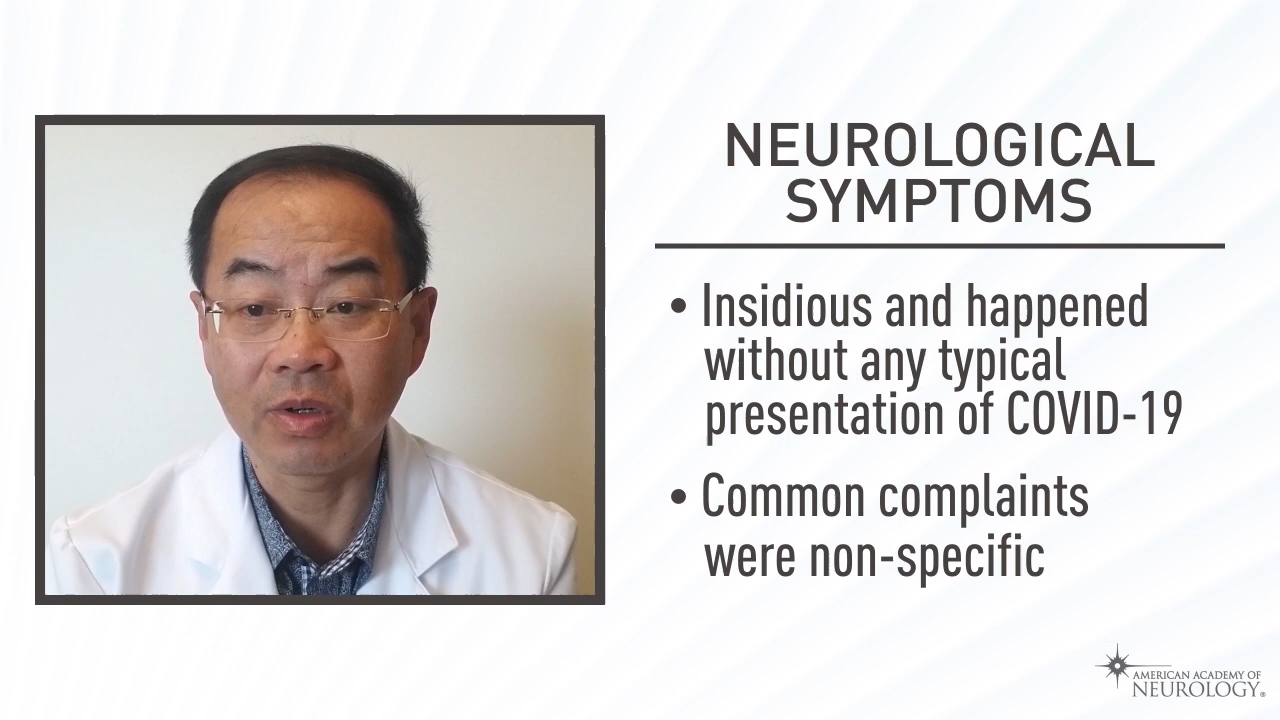 NEUROLOGICAL
SYMPTOMS
• Insidious and happened
without any typical
presentation of COVID-19
• Common complaints
were non-specific
AMERICAN ACADEMY OF
NEUROLOGY®